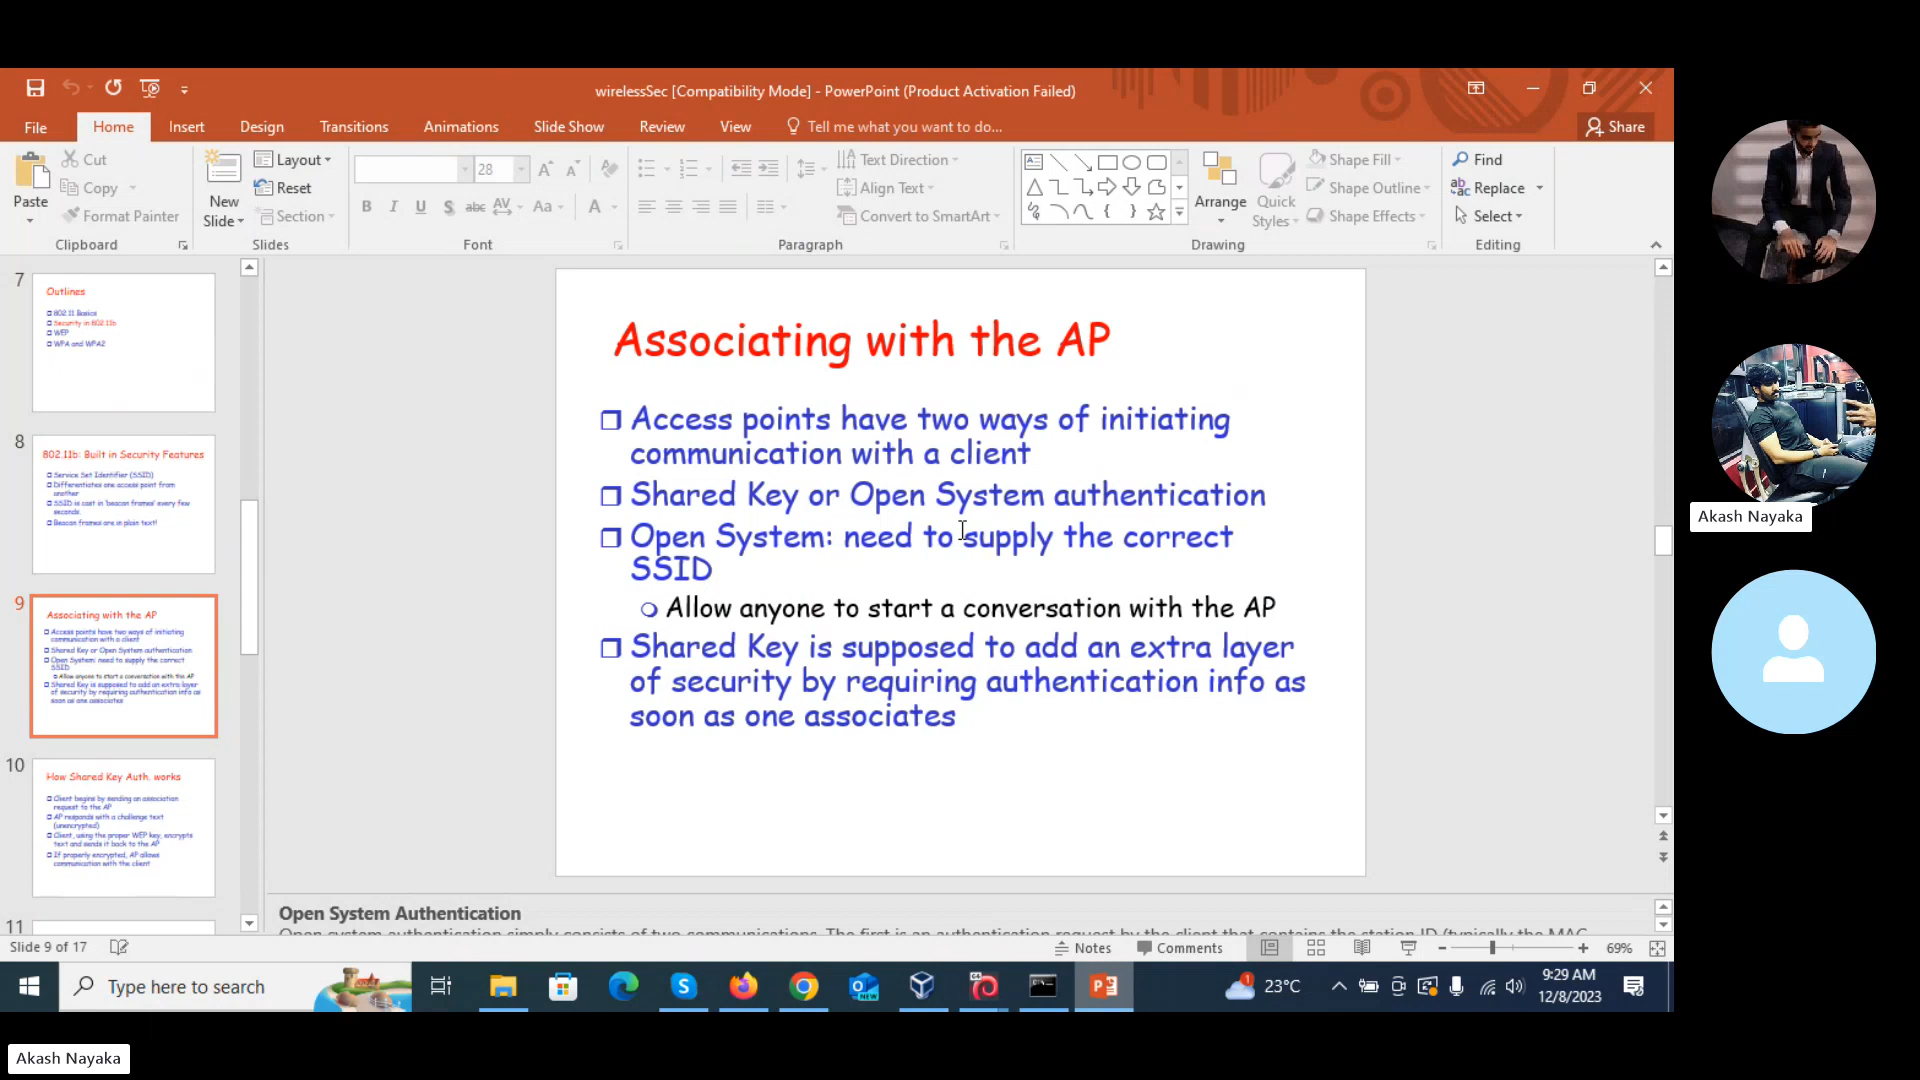 wirelessSec [Compatibility Mode] - PowerPoint (Product Activation Failed)
File Home Insert Design Transitions Animations Slide Show Review View Tell me what you want to do... Share
Cut
Copy
Format Painter
Paste
Clipboard
New Slide
Layout
Reset
Section
Slides
28
B I U S abc AV Aa A
Font
Text Direction
Align Text
Convert to SmartArt
Paragraph
Arrange
Quick Styles
Shape Fill
Shape Outline
Shape Effects
Drawing
Find
Replace
Select
Editing
7
Outlines
802.11 Basics
Security in 802.11b
WEP
WPA and WPA2
8
802.11b: Built in Security Features
Service Set Identifier (SSID)
Differentiates one access point from
another
SSID is cast in 'beacon frames' every few
seconds.
Beacon frames are in plain text!
9
Associating with the AP
Access points have two ways of initiating
communication with a client
Shared Key or Open System authentication
Open System: need to supply the correct
SSID
Allow anyone to start a conversation with the AP
Shared Key is supposed to add an extra layer
of security by requiring authentication info as
soon as one associates
10
How Shared Key Auth. works
Client begins by sending an association
request to the AP
AP responds with a challenge text
(unencrypted)
Client, using the proper WEP key, encrypts
text and sends it back to the AP
If properly encrypted, AP allows
communication with the client
11
Associating with the AP
Access points have two ways of initiating
communication with a client
Shared Key or Open System authentication
Open System: need to supply the correct
SSID
Allow anyone to start a conversation with the AP
Shared Key is supposed to add an extra layer
of security by requiring authentication info as
soon as one associates
Open System Authentication
Open system authentication simply consists of two communications. The first is an authentication request by the client that contains the station ID (typically the MAC
Slide 9 of 17
Notes
Comments
69%
Type here to search
23°C
9:29 AM
12/8/2023
Akash Nayaka
Akash Nayaka